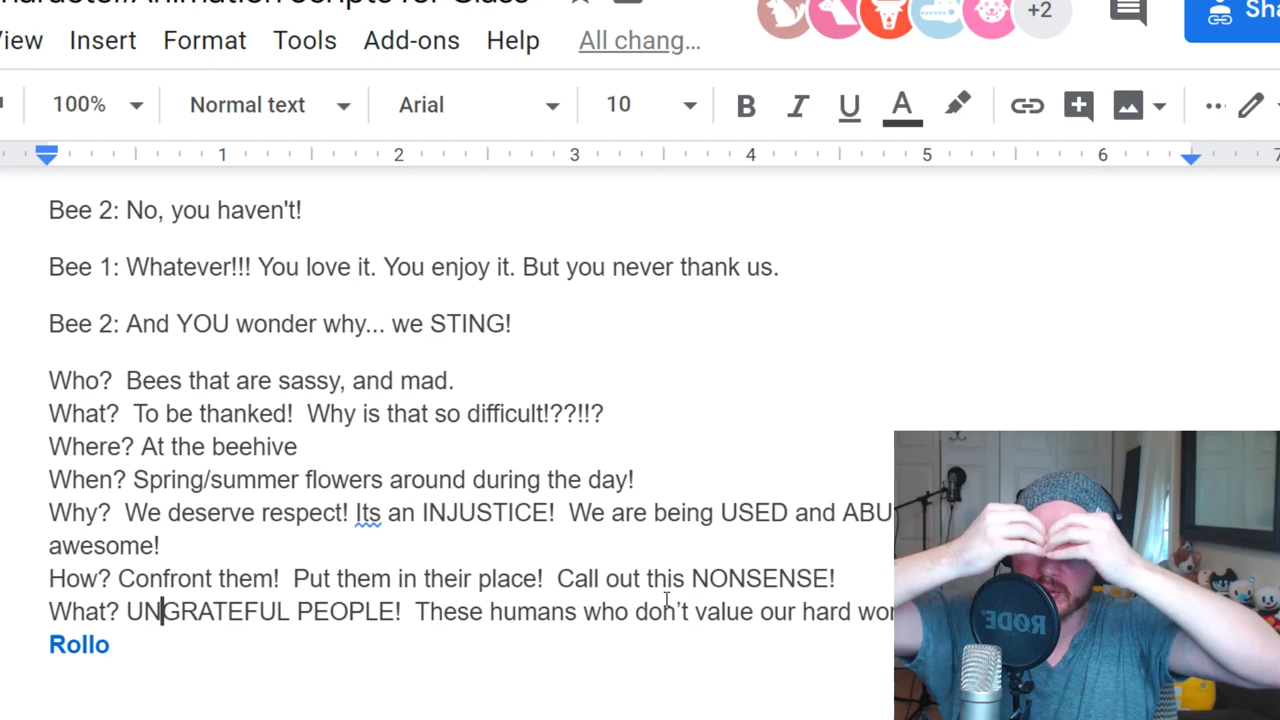 View Insert Format Tools Add-ons Help All chang... +2 Sha
100% Normal text Arial 10 B I U A
1 2 3 4 5 6 7
Bee 2: No, you haven't!
Bee 1: Whatever!!! You love it. You enjoy it. But you never thank us.
Bee 2: And YOU wonder why... we STING!
Who? Bees that are sassy, and mad.
What? To be thanked! Why is that so difficult!??!!?
Where? At the beehive
When? Spring/summer flowers around during the day!
Why? We deserve respect! Its an INJUSTICE! We are being USED and ABU
awesome!
How? Confront them! Put them in their place! Call out this NONSENSE!
What? UNGRATEFUL PEOPLE! These humans who don't value our hard wor
Rollo
RODE